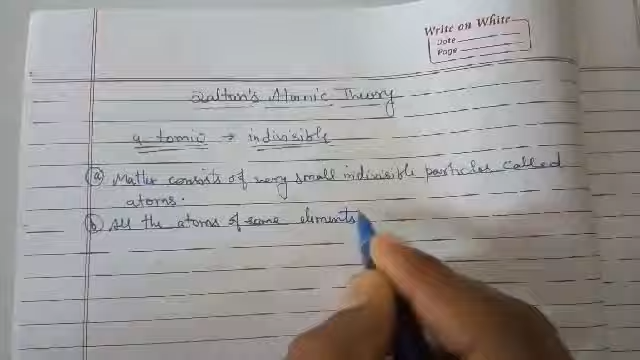 Write on White
Date
Page
Dalton's Atomic Theory
a tomic → indivisible
(a) Matter consists of very small indivisible particles called
atoms.
(b) All the atoms of same elements